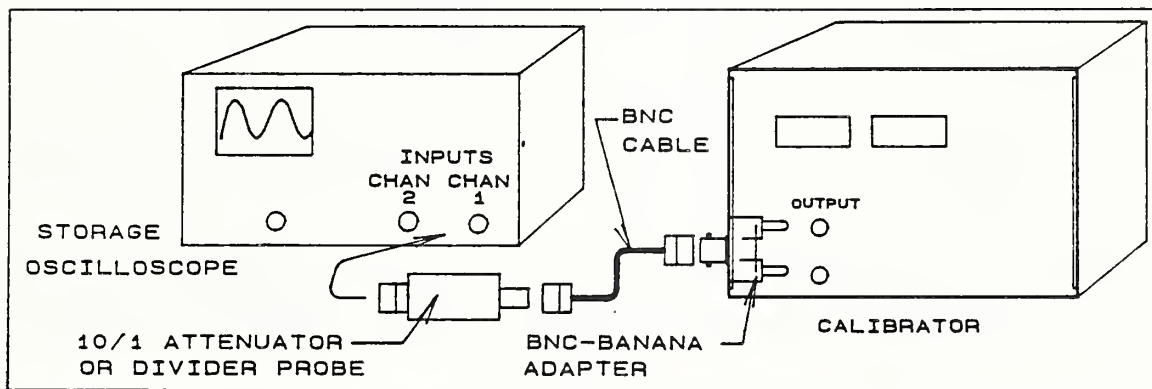 INPUTS
CHAN CHAN
2 1
STORAGE
OSCILLOSCOPE
10/1 ATTENUATOR
OR DIVIDER PROBE
BNC
CABLE
BNC-BANANA
ADAPTER
OUTPUT
CALIBRATOR